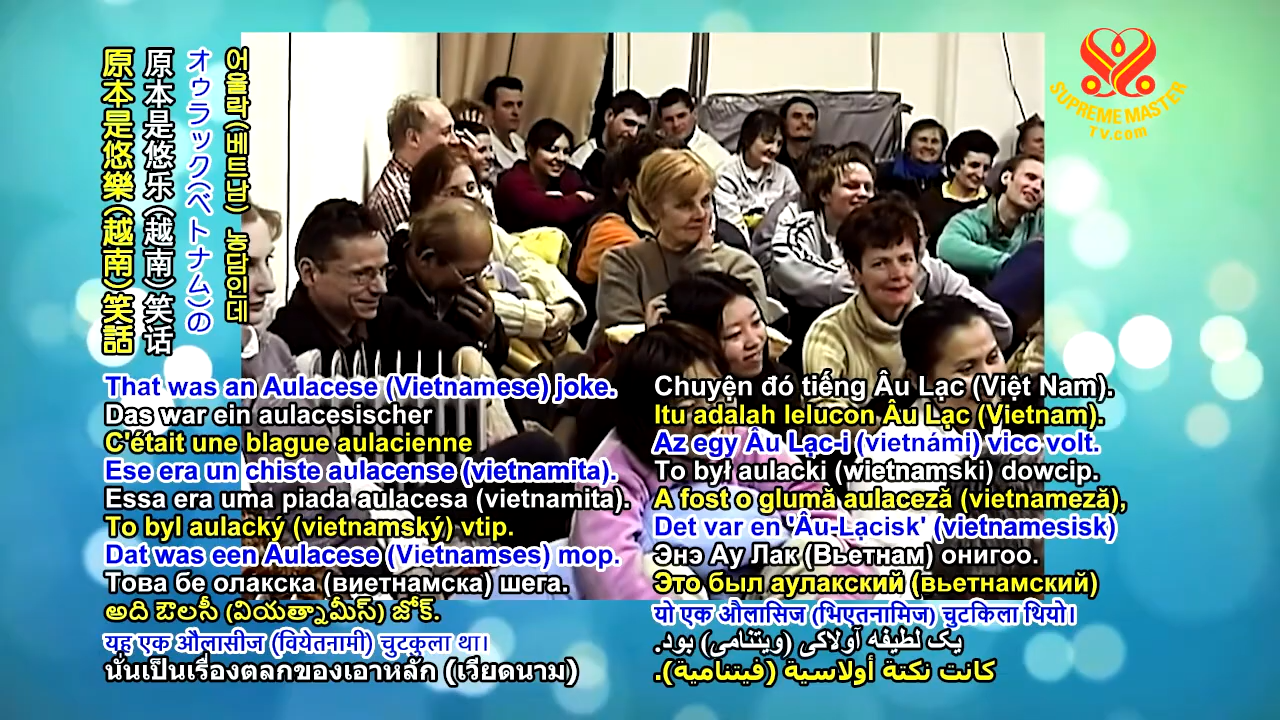 原本是悠樂(越南)笑話
原本是悠乐(越南)笑话
オゥラック(ベトナム)の
어울락(베트남) 농담인데
SUPREME MASTER
TV.com
That was an Aulacese (Vietnamese) joke.
Das war ein aulacesischer
C'était une blague aulacienne
Ese era un chiste aulacense (vietnamita).
Essa era uma piada aulacesa (vietnamita).
To byl aulacký (vietnamský) vtip.
Dat was een Aulacese (Vietnamses) mop.
Това бе олакска (виетнамска) шега.
అది ఔలసీ (వియత్నామీస్) జోక్.
यह एक औलासीज (वियेतनामी) चुटकुला था।
นั่นเป็นเรื่องตลกของเอาหลัก (เวียดนาม)
Chuyện đó tiếng Âu Lạc (Việt Nam).
Itu adalah lelucon Âu Lạc (Vietnam).
Az egy Âu Lạc-i (vietnámi) vicc volt.
To był aulacki (wietnamski) dowcip.
A fost o glumă aulaceză (vietnameză),
Det var en 'Âu-Lạcisk' (vietnamesisk)
Энэ Ау Лак (Вьетнам) онигоо.
Это был аулакский (вьетнамский)
यो एक औलासिज (भिएतनामिज) चुटकिला थियो।
یک لطیفه آولاکی (ویتنامی) بود.
كانت نكتة أولاسية (فيتنامية).